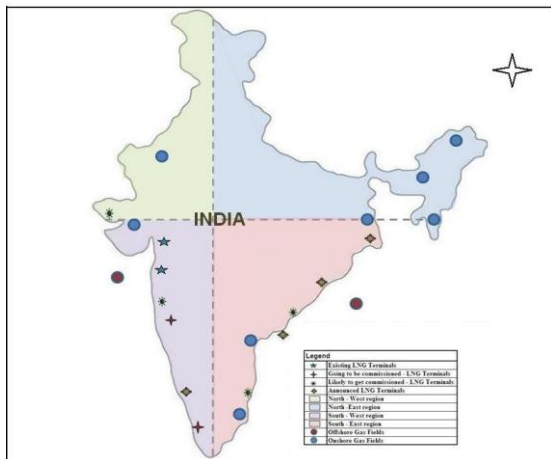 INDIA
Legend
Existing LNG Terminals
Going to be commissioned - LNG Terminals
Likely to get commissioned - LNG Terminals
Announced LNG Terminals
North - West region
North -East region
South - West region
South - East region
Offshore Gas Fields
Onshore Gas Fields